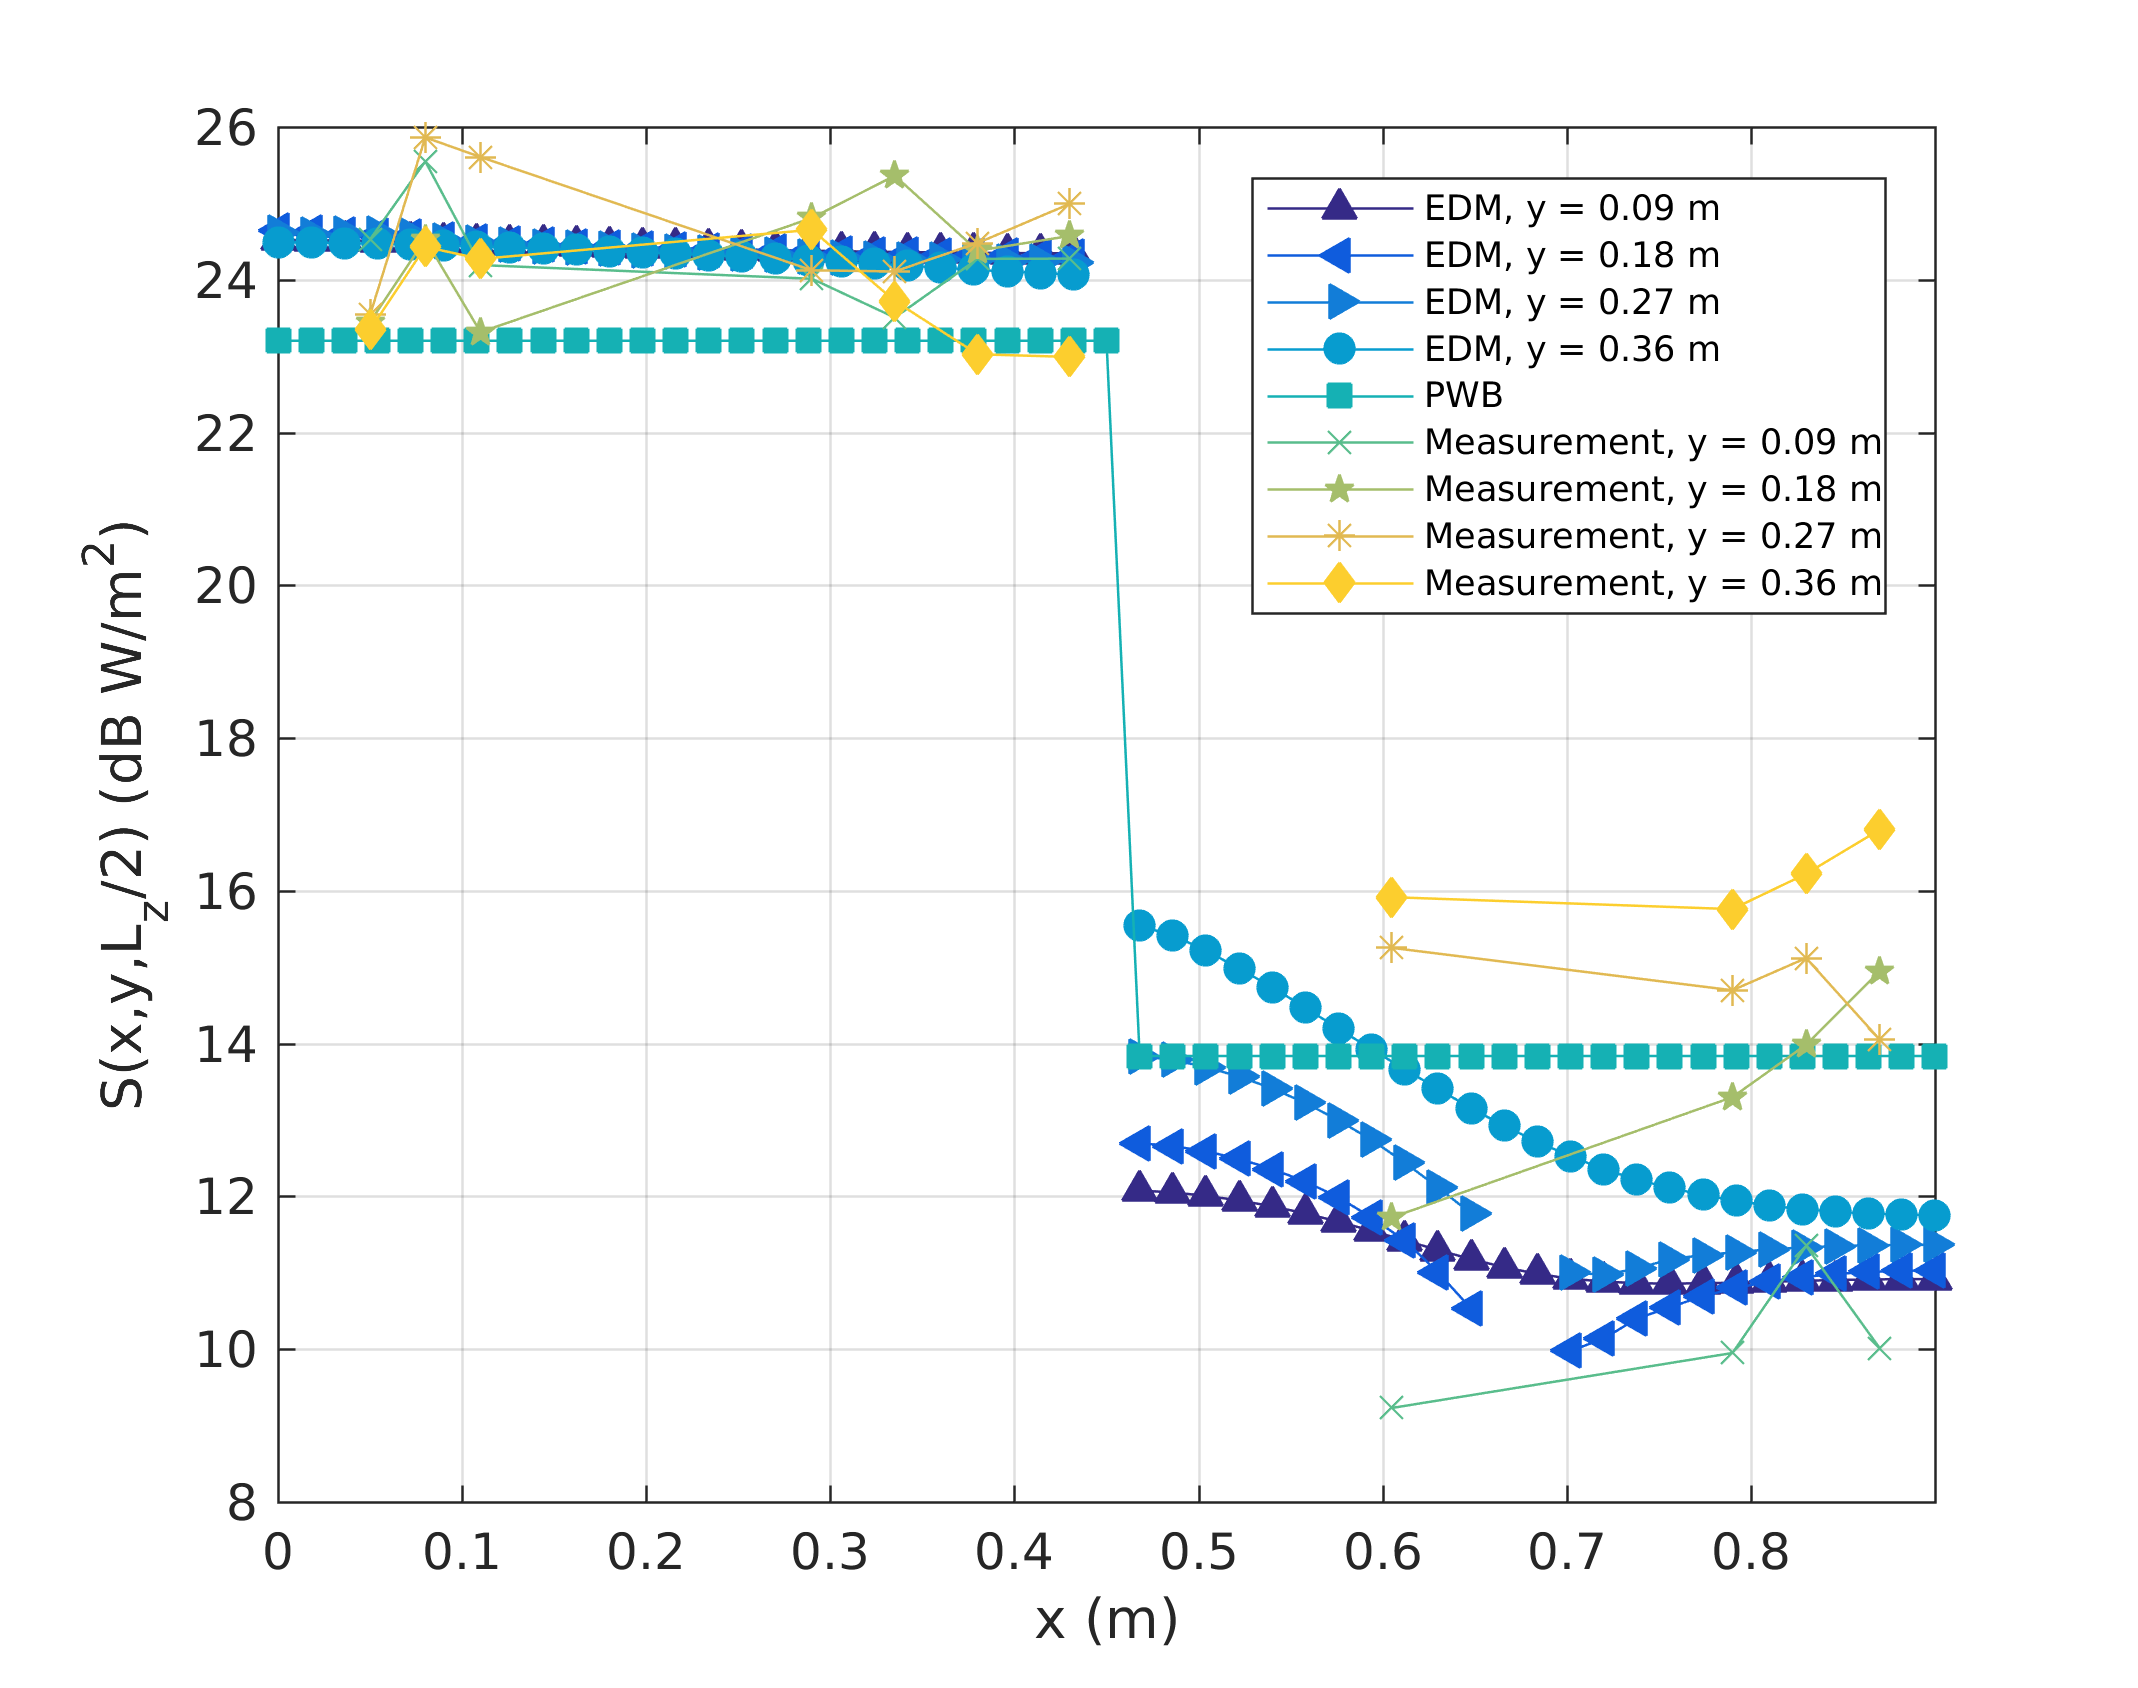 26
24
22
20
18
16
14
12
10
8
0 0.1 0.2 0.3 0.4 0.5 0.6 0.7 0.8
x (m)
S(x,y,L_z/2) (dB W/m^2)
EDM, y = 0.09 m
EDM, y = 0.18 m
EDM, y = 0.27 m
EDM, y = 0.36 m
PWB
Measurement, y = 0.09 m
Measurement, y = 0.18 m
Measurement, y = 0.27 m
Measurement, y = 0.36 m